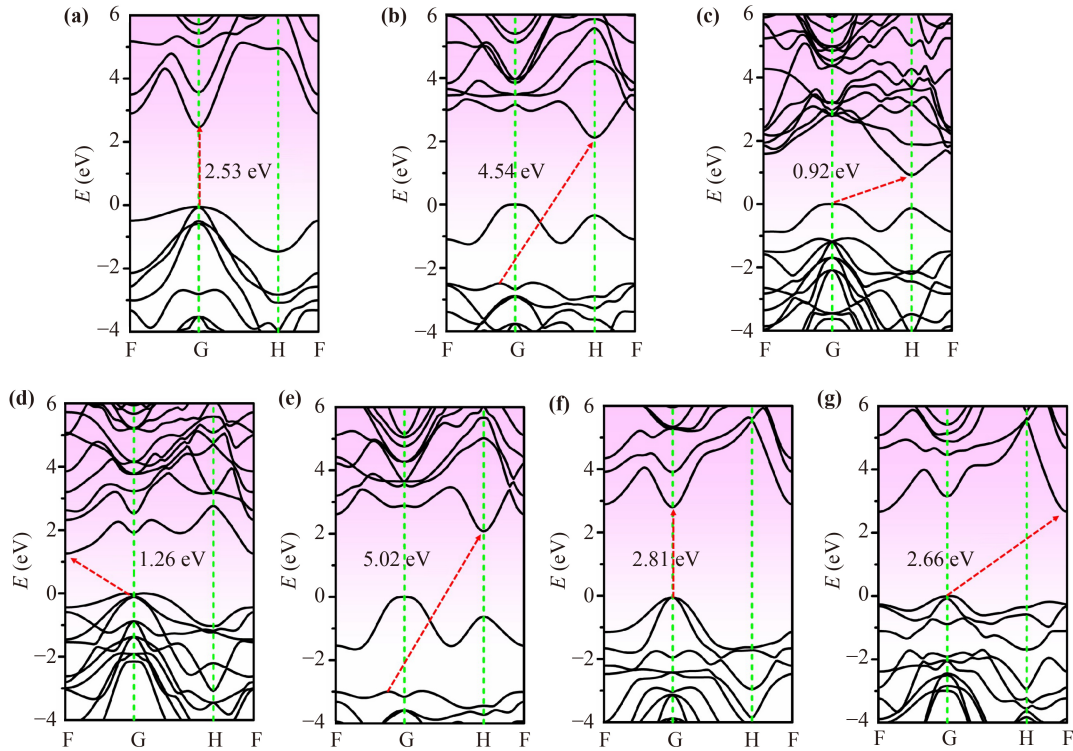 (a)
6
4
2
0
−2
−4
E (eV)
2.53 eV
F G H F
(b)
6
4
2
0
−2
−4
E (eV)
4.54 eV
F G H F
(c)
6
4
2
0
−2
−4
E (eV)
0.92 eV
F G H F
(d)
6
4
2
0
−2
−4
E (eV)
1.26 eV
F G H F
(e)
6
4
2
0
−2
−4
E (eV)
5.02 eV
F G H F
(f)
6
4
2
0
−2
−4
E (eV)
2.81 eV
F G H F
(g)
6
4
2
0
−2
−4
E (eV)
2.66 eV
F G H F